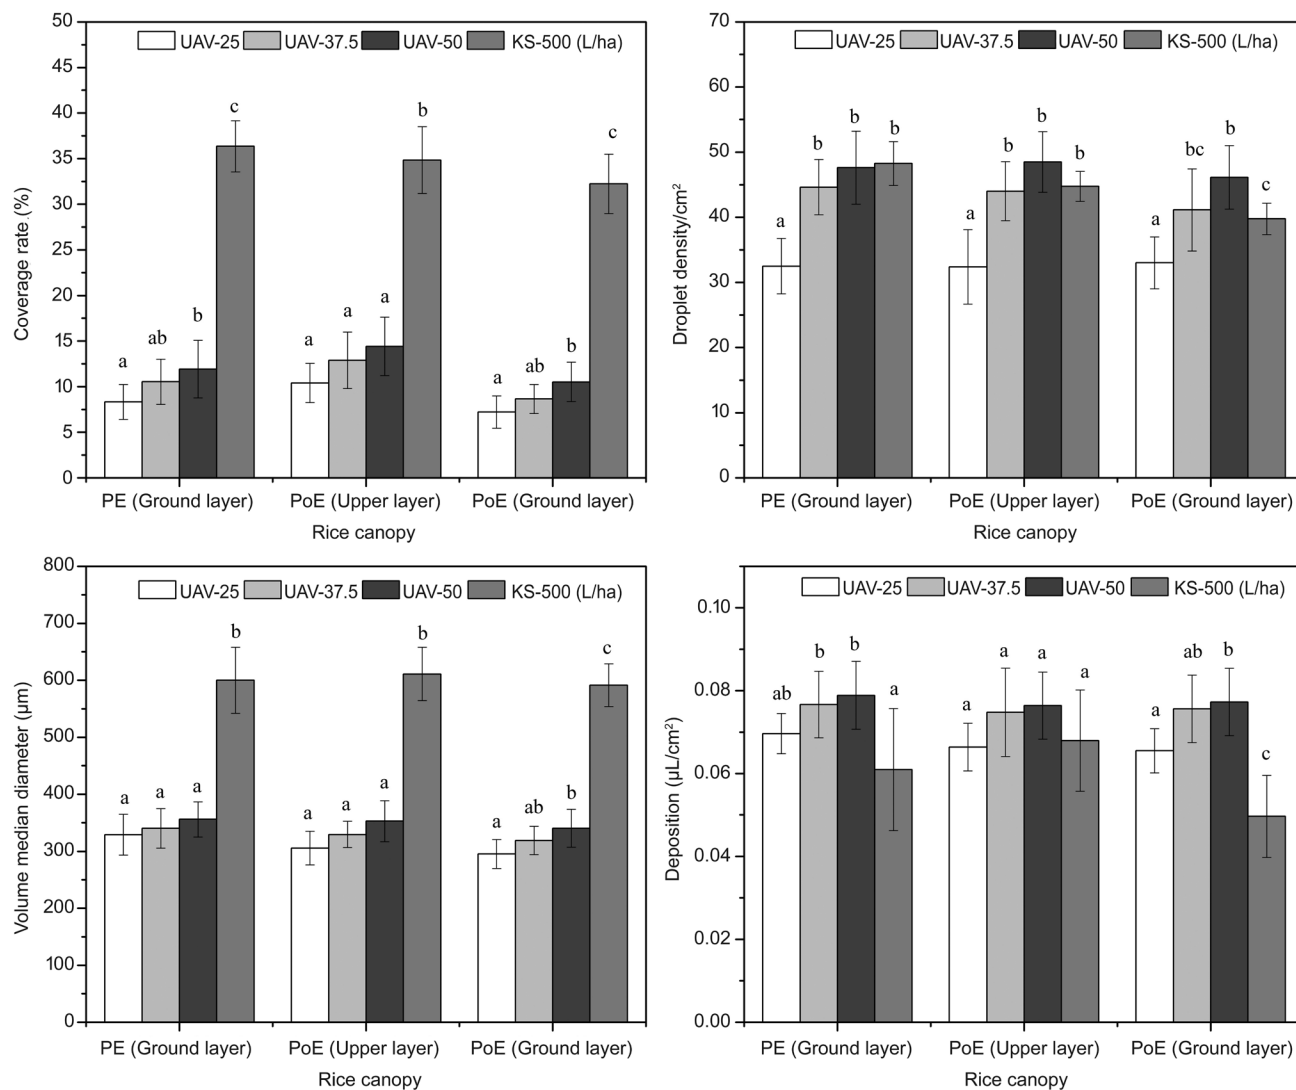 50
45
40
35
30
25
20
15
10
5
0
Coverage rate.(%)
UAV-25 UAV-37.5 UAV-50 KS-500 (L/ha)
a ab b c
a a a b
a ab b c
PE (Ground layer) PoE (Upper layer) PoE (Ground layer)
Rice canopy
70
60
50
40
30
20
10
0
Droplet density/cm²
UAV-25 UAV-37.5 UAV-50 KS-500 (L/ha)
a b b b
a b b b
a bc b c
PE (Ground layer) PoE (Upper layer) PoE (Ground layer)
Rice canopy
800
700
600
500
400
300
200
100
0
Volume median diameter (μm)
UAV-25 UAV-37.5 UAV-50 KS-500 (L/ha)
a a a b
a a a b
a ab b c
PE (Ground layer) PoE (Upper layer) PoE (Ground layer)
Rice canopy
0.10
0.08
0.06
0.04
0.02
0.00
Deposition (μL/cm²)
UAV-25 UAV-37.5 UAV-50 KS-500 (L/ha)
ab b b a
a a a a
a ab b c
PE (Ground layer) PoE (Upper layer) PoE (Ground layer)
Rice canopy